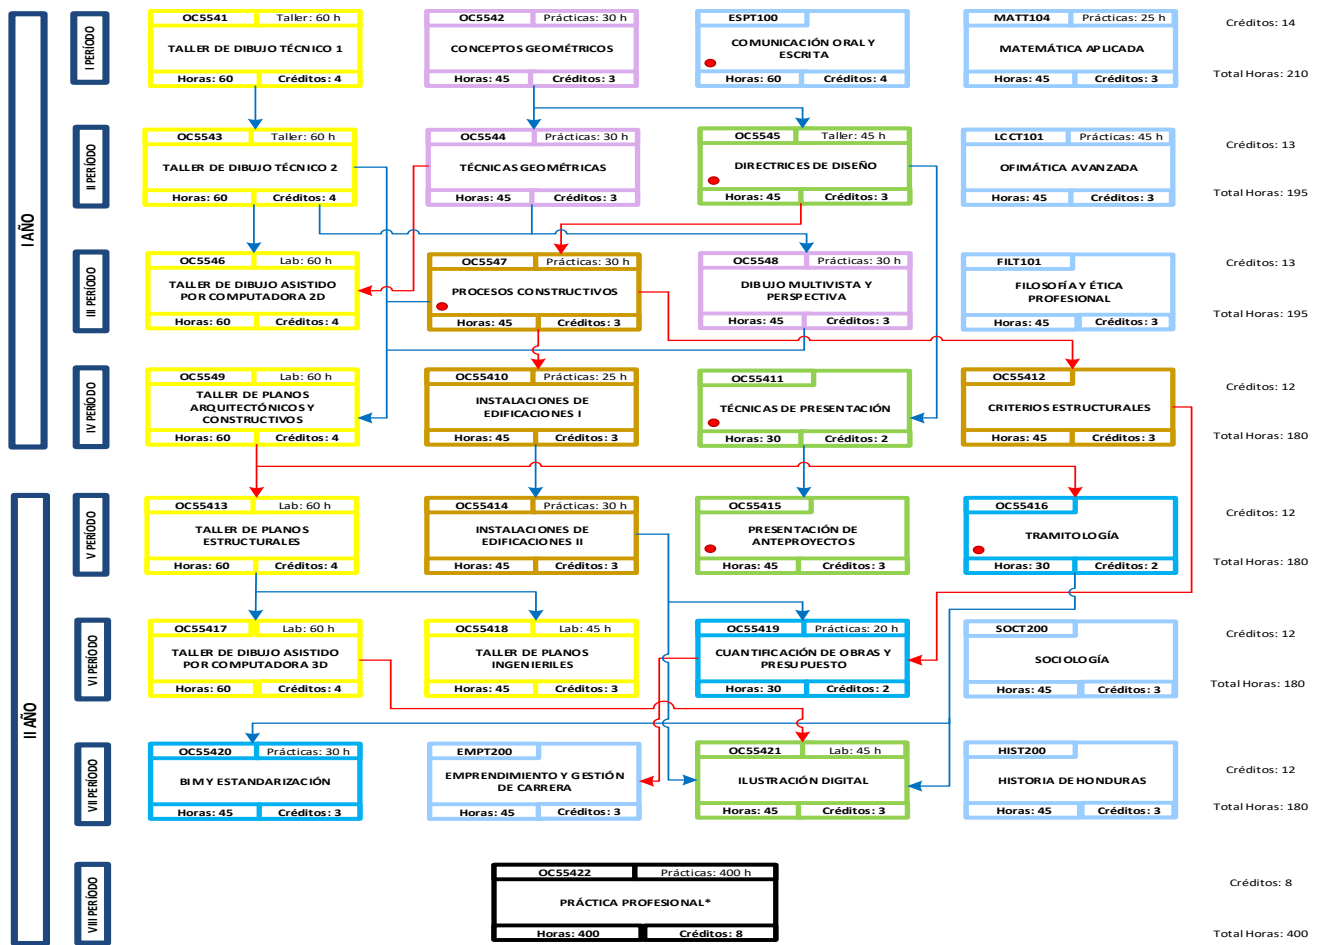 I AÑO
I PERÍODO
OC5541 Taller: 60 h
TALLER DE DIBUJO TÉCNICO 1
Horas: 60 Créditos: 4
OC5542 Prácticas: 30 h
CONCEPTOS GEOMÉTRICOS
Horas: 45 Créditos: 3
ESPT100
COMUNICACIÓN ORAL Y
ESCRITA
Horas: 60 Créditos: 4
MATT104 Prácticas: 25 h
MATEMÁTICA APLICADA
Horas: 45 Créditos: 3
Créditos: 14
Total Horas: 210
II PERÍODO
OC5543 Taller: 60 h
TALLER DE DIBUJO TÉCNICO 2
Horas: 60 Créditos: 4
OC5544 Prácticas: 30 h
TÉCNICAS GEOMÉTRICAS
Horas: 45 Créditos: 3
OC5545 Taller: 45 h
DIRECTRICES DE DISEÑO
Horas: 45 Créditos: 3
LCCT101 Prácticas: 45 h
OFIMÁTICA AVANZADA
Horas: 45 Créditos: 3
Créditos: 13
Total Horas: 195
III PERÍODO
OC5546 Lab: 60 h
TALLER DE DIBUJO ASISTIDO
POR COMPUTADORA 2D
Horas: 60 Créditos: 4
OC5547 Prácticas: 30 h
PROCESOS CONSTRUCTIVOS
Horas: 45 Créditos: 3
OC5548 Prácticas: 30 h
DIBUJO MULTIVISTA Y
PERSPECTIVA
Horas: 45 Créditos: 3
FILT101
FILOSOFÍA Y ÉTICA
PROFESIONAL
Horas: 45 Créditos: 3
Créditos: 13
Total Horas: 195
IV PERÍODO
OC5549 Lab: 60 h
TALLER DE PLANOS
ARQUITECTÓNICOS Y
CONSTRUCTIVOS
Horas: 60 Créditos: 4
OC55410 Prácticas: 25 h
INSTALACIONES DE
EDIFICACIONES I
Horas: 45 Créditos: 3
OC55411
TÉCNICAS DE PRESENTACIÓN
Horas: 30 Créditos: 2
OC55412
CRITERIOS ESTRUCTURALES
Horas: 45 Créditos: 3
Créditos: 12
Total Horas: 180
II AÑO
V PERÍODO
OC55413 Lab: 60 h
TALLER DE PLANOS
ESTRUCTURALES
Horas: 60 Créditos: 4
OC55414 Prácticas: 30 h
INSTALACIONES DE
EDIFICACIONES II
Horas: 45 Créditos: 3
OC55415
PRESENTACIÓN DE
ANTEPROYECTOS
Horas: 45 Créditos: 3
OC55416
TRAMITOLOGÍA
Horas: 30 Créditos: 2
Créditos: 12
Total Horas: 180
VI PERÍODO
OC55417 Lab: 60 h
TALLER DE DIBUJO ASISTIDO
POR COMPUTADORA 3D
Horas: 60 Créditos: 4
OC55418 Lab: 45 h
TALLER DE PLANOS
INGENIERILES
Horas: 45 Créditos: 3
OC55419 Prácticas: 20 h
CUANTIFICACIÓN DE OBRAS Y
PRESUPUESTO
Horas: 30 Créditos: 2
SOCT200
SOCIOLOGÍA
Horas: 45 Créditos: 3
Créditos: 12
Total Horas: 180
VII PERÍODO
OC55420 Prácticas: 30 h
BIM Y ESTANDARIZACIÓN
Horas: 45 Créditos: 3
EMPT200
EMPRENDIMIENTO Y GESTIÓN
DE CARRERA
Horas: 45 Créditos: 3
OC55421 Lab: 45 h
ILUSTRACIÓN DIGITAL
Horas: 45 Créditos: 3
HIST200
HISTORIA DE HONDURAS
Horas: 45 Créditos: 3
Créditos: 12
Total Horas: 180
VIII PERÍODO
OC55422 Prácticas: 400 h
PRÁCTICA PROFESIONAL*
Horas: 400 Créditos: 8
Créditos: 8
Total Horas: 400